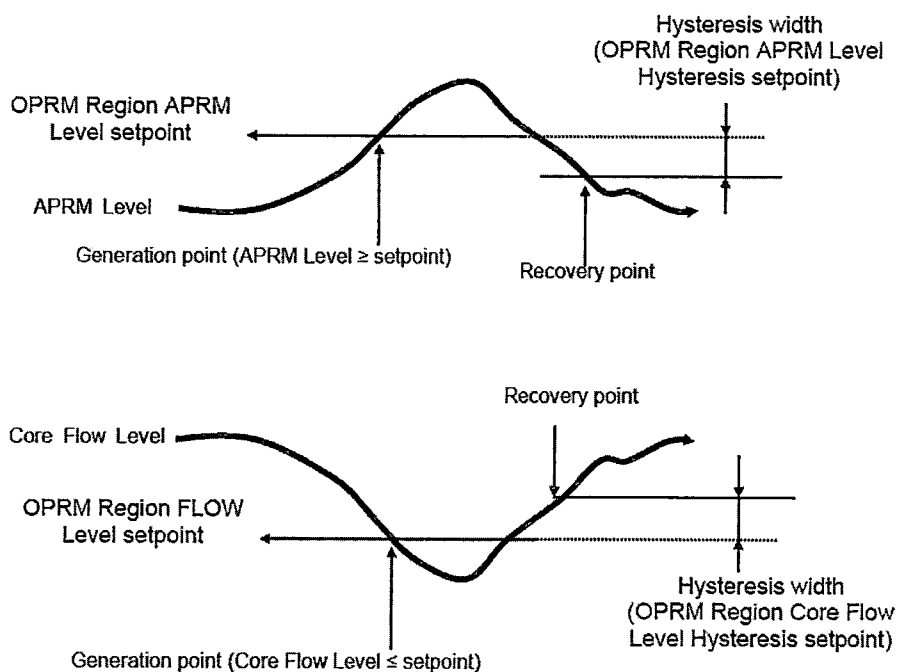 Hysteresis width
(OPRM Region APRM Level
Hysteresis setpoint)
OPRM Region APRM
Level setpoint
APRM Level
Generation point (APRM Level ≥ setpoint)
Recovery point
Recovery point
Core Flow Level
OPRM Region FLOW
Level setpoint
Hysteresis width
(OPRM Region Core Flow
Level Hysteresis setpoint)
Generation point (Core Flow Level ≤ setpoint)